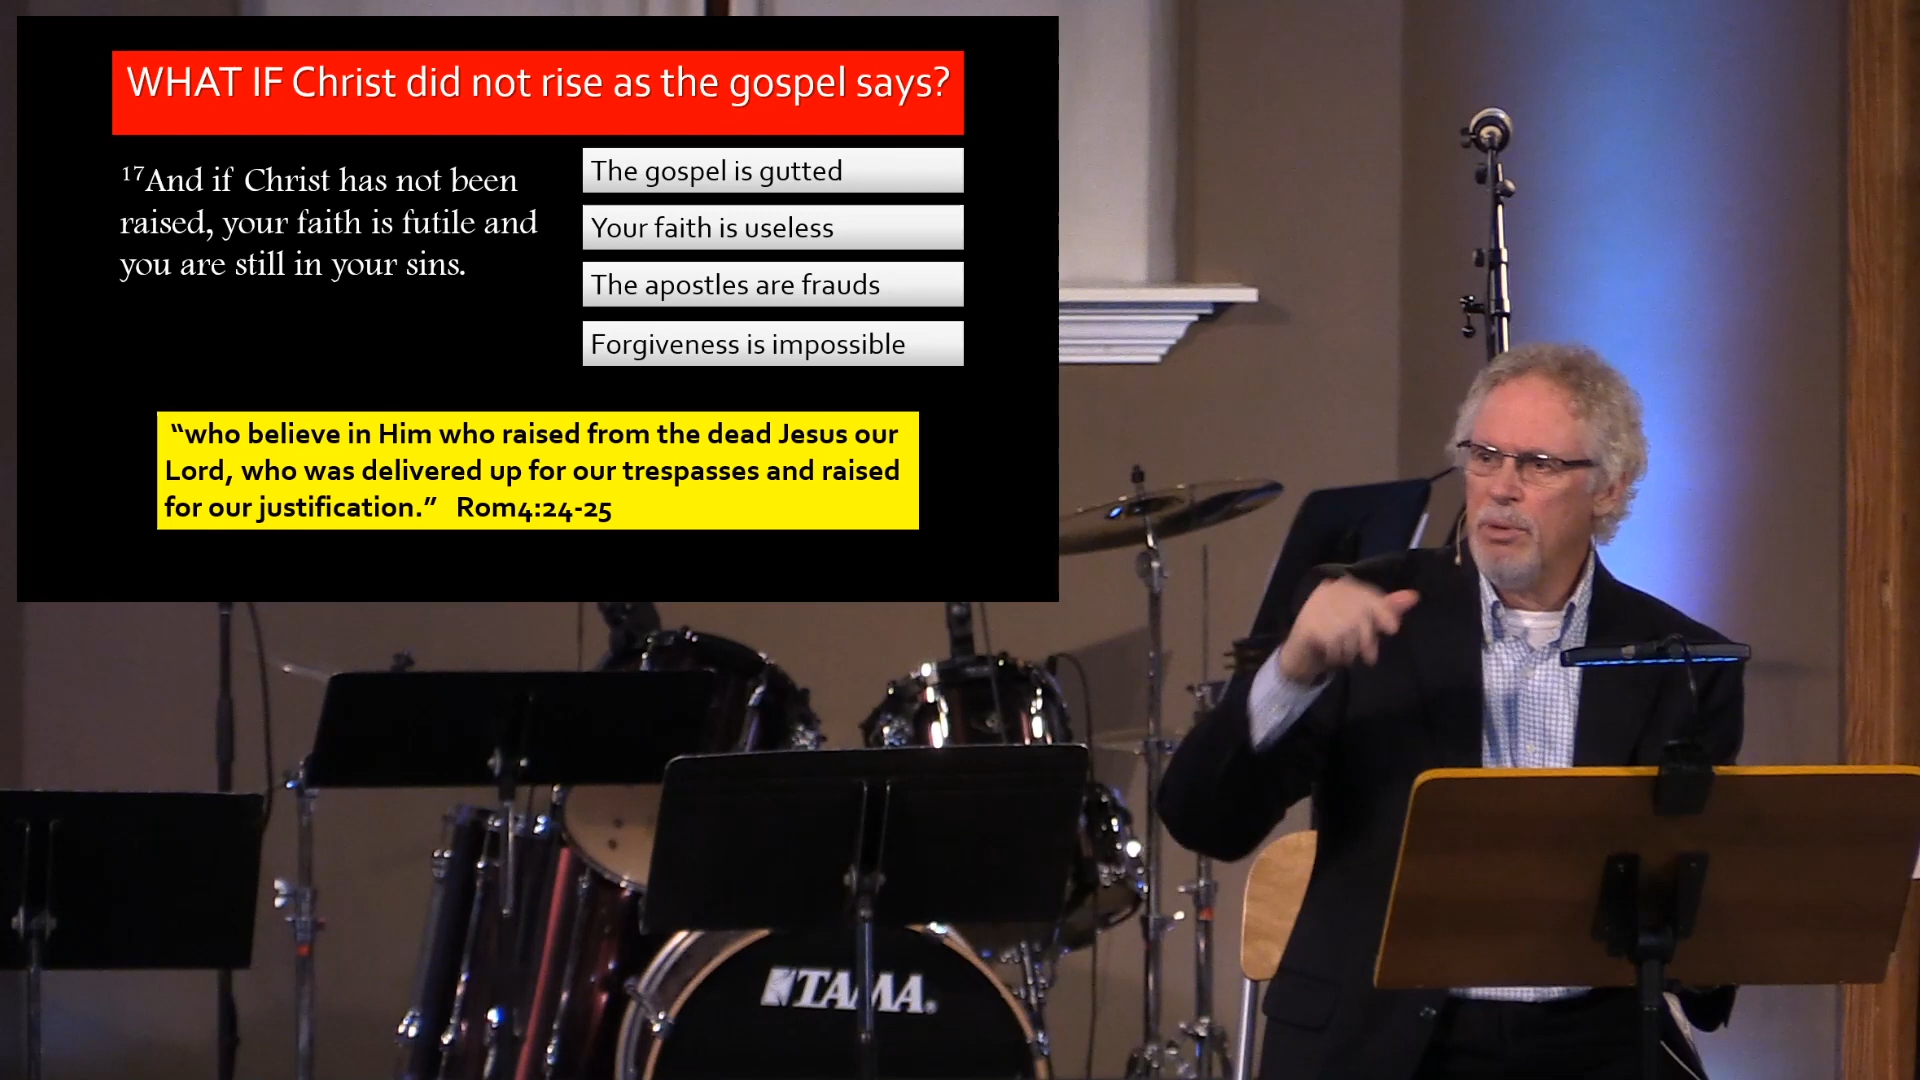 WHAT IF Christ did not rise as the gospel says?
¹⁷And if Christ has not been
raised, your faith is futile and
you are still in your sins.
The gospel is gutted
Your faith is useless
The apostles are frauds
Forgiveness is impossible
“who believe in Him who raised from the dead Jesus our
Lord, who was delivered up for our trespasses and raised
for our justification.” Rom4:24-25
TAMA.